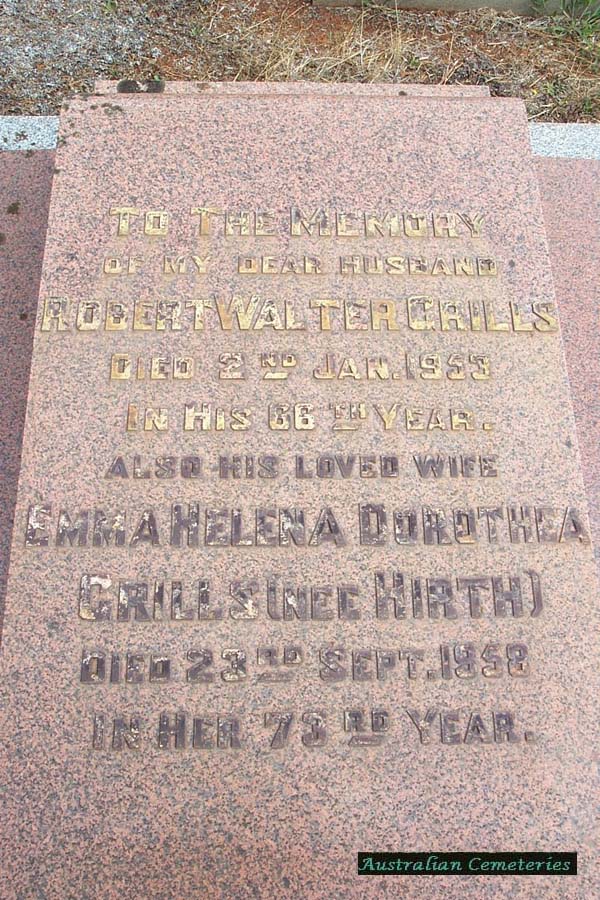 TO THE MEMORY
OF MY DEAR HUSBAND
ROBERT WALTER GRILLS
DIED 2ND JAN. 1953
IN HIS 66TH YEAR.
ALSO HIS LOVED WIFE
EMMA HELENA DOROTHEA
GRILLS (NEE HIRTH)
DIED 23RD SEPT. 1958
IN HER 73RD YEAR.
Australian Cemeteries